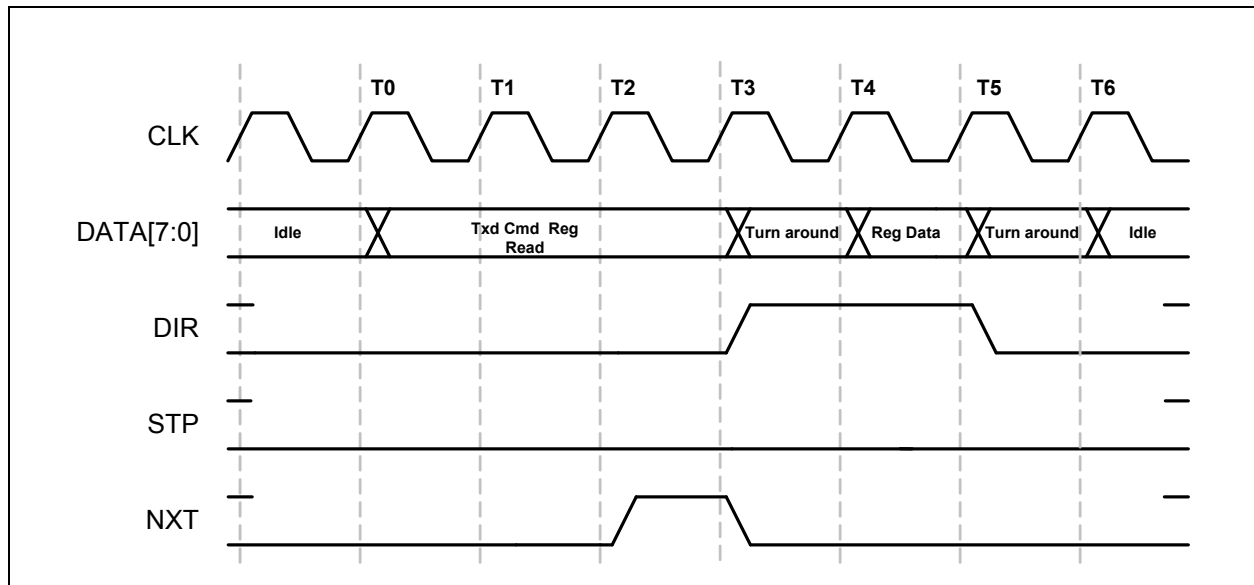 T0 T1 T2 T3 T4 T5 T6
CLK
DATA[7:0] Idle Txd Cmd Reg Turn around Reg Data Turn around Idle
Read
DIR
STP
NXT